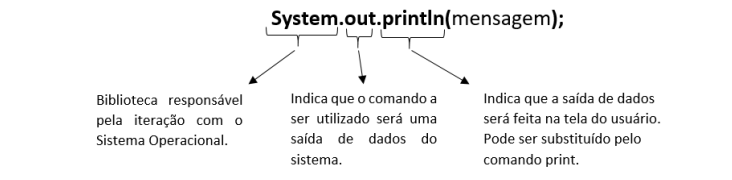 System.out.println(mensagem);
Biblioteca responsável
pela iteração com o
Sistema Operacional.
Indica que o comando a
ser utilizado será uma
saída de dados do
sistema.
Indica que a saída de dados
será feita na tela do usuário.
Pode ser substituído pelo
comando print.